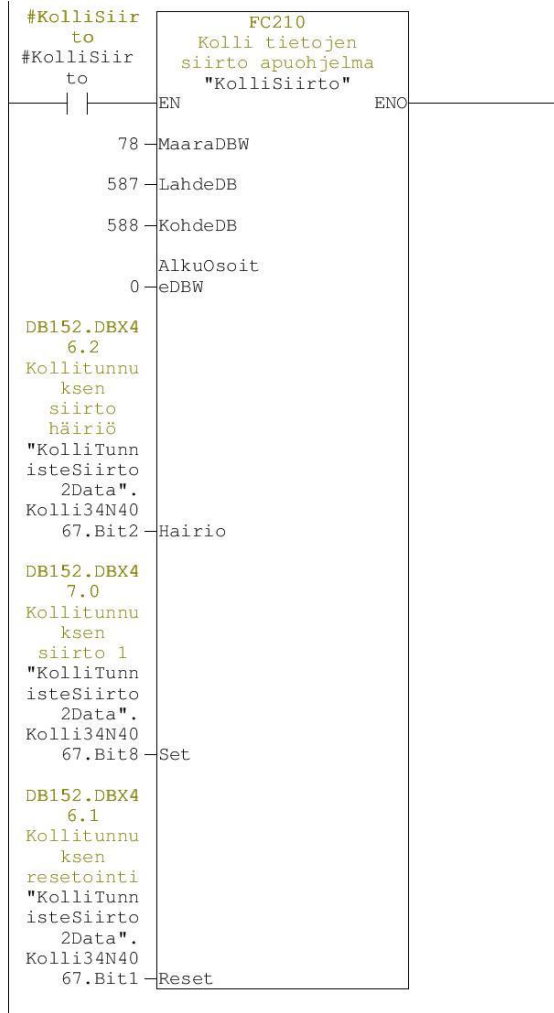 #KolliSiir
to
#KolliSiir
to
FC210
Kolli tietojen
siirto apuohjelma
"KolliSiirto"
EN
ENO
78
MaaraDBW
587
LahdeDB
588
KohdeDB
AlkuOsoit
0
eDBW
DB152.DBX4
6.2
Kollitunnu
ksen
siirto
häiriö
"KolliTunn
isteSiirto
2Data".
Kolli34N40
67.Bit2
Hairio
DB152.DBX4
7.0
Kollitunnu
ksen
siirto 1
"KolliTunn
isteSiirto
2Data".
Kolli34N40
67.Bit8
Set
DB152.DBX4
6.1
Kollitunnu
ksen
resetointi
"KolliTunn
isteSiirto
2Data".
Kolli34N40
67.Bit1
Reset